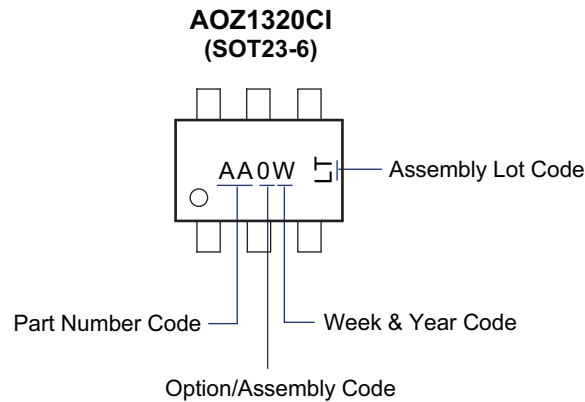 AOZ1320CI
(SOT23-6)
AA0W
LT
Assembly Lot Code
Part Number Code
Week & Year Code
Option/Assembly Code